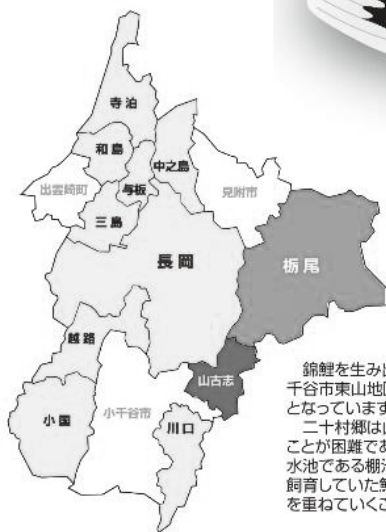 寺泊
和島
中之島
出雲崎町
与板
見附市
三島
長岡
栃尾
越路
山古志
小国
小千谷市
川口
錦鯉を生み出
千谷市東山地区
となっています
二十村郷は山
ことが困難であ
水池である棚池
飼育していた鯉
を重ねていくこ